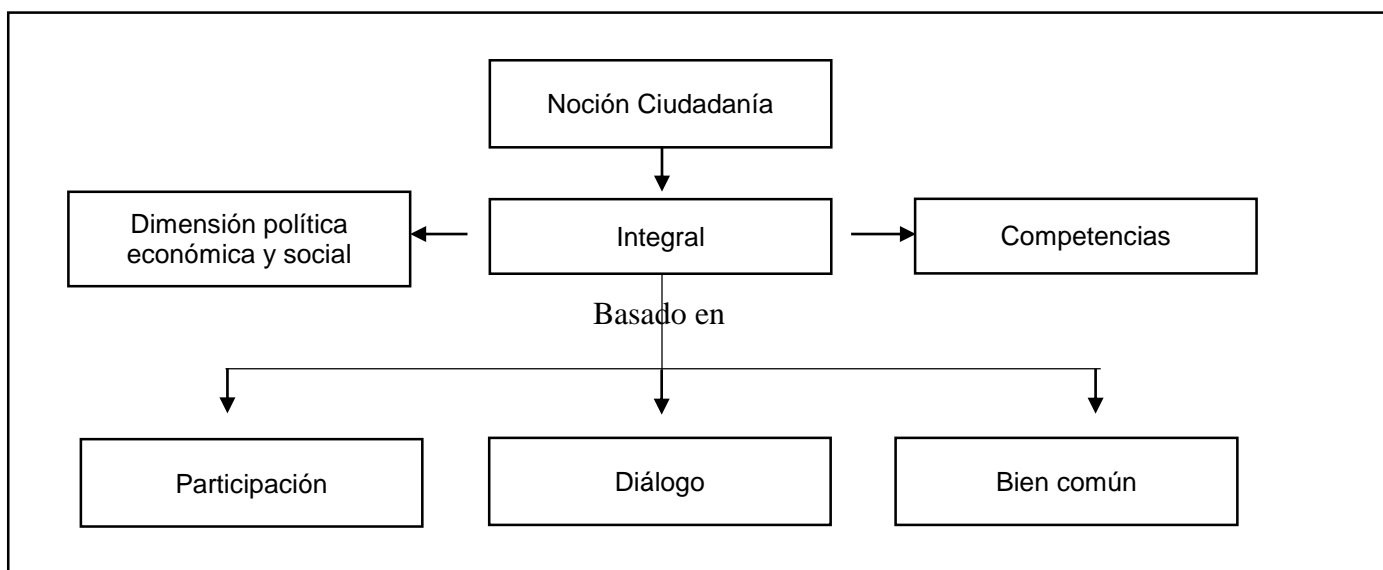 Noción Ciudadanía
Dimensión política
económica y social
Integral
Competencias
Basado en
Participación
Diálogo
Bien común